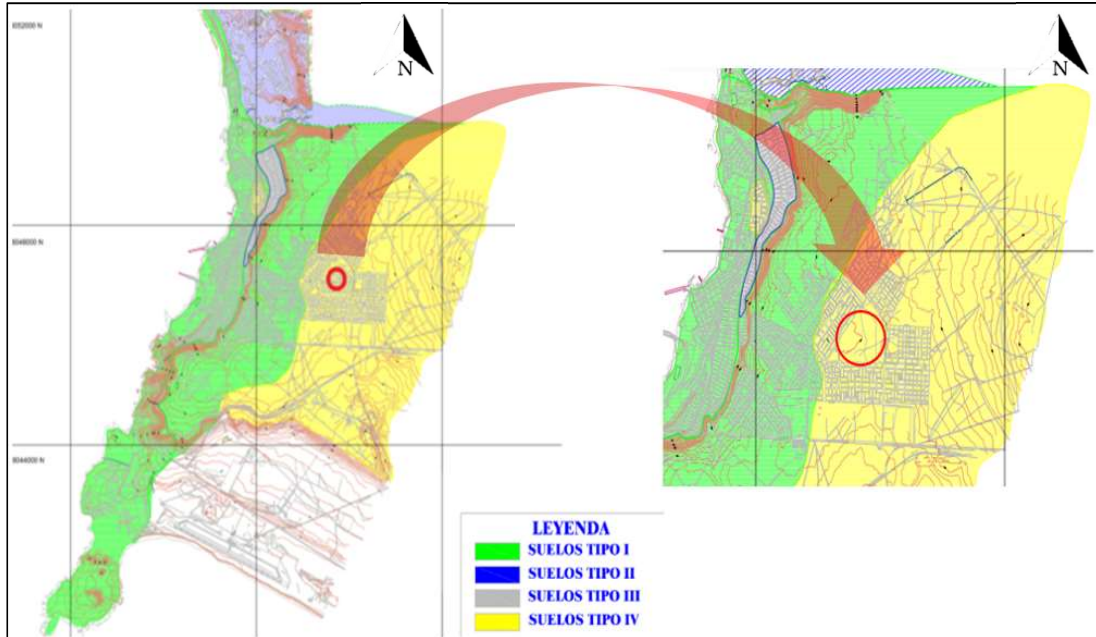 8052000 N
N
N
8048000 N
8044000 N
LEYENDA
SUELOS TIPO I
SUELOS TIPO II
SUELOS TIPO III
SUELOS TIPO IV